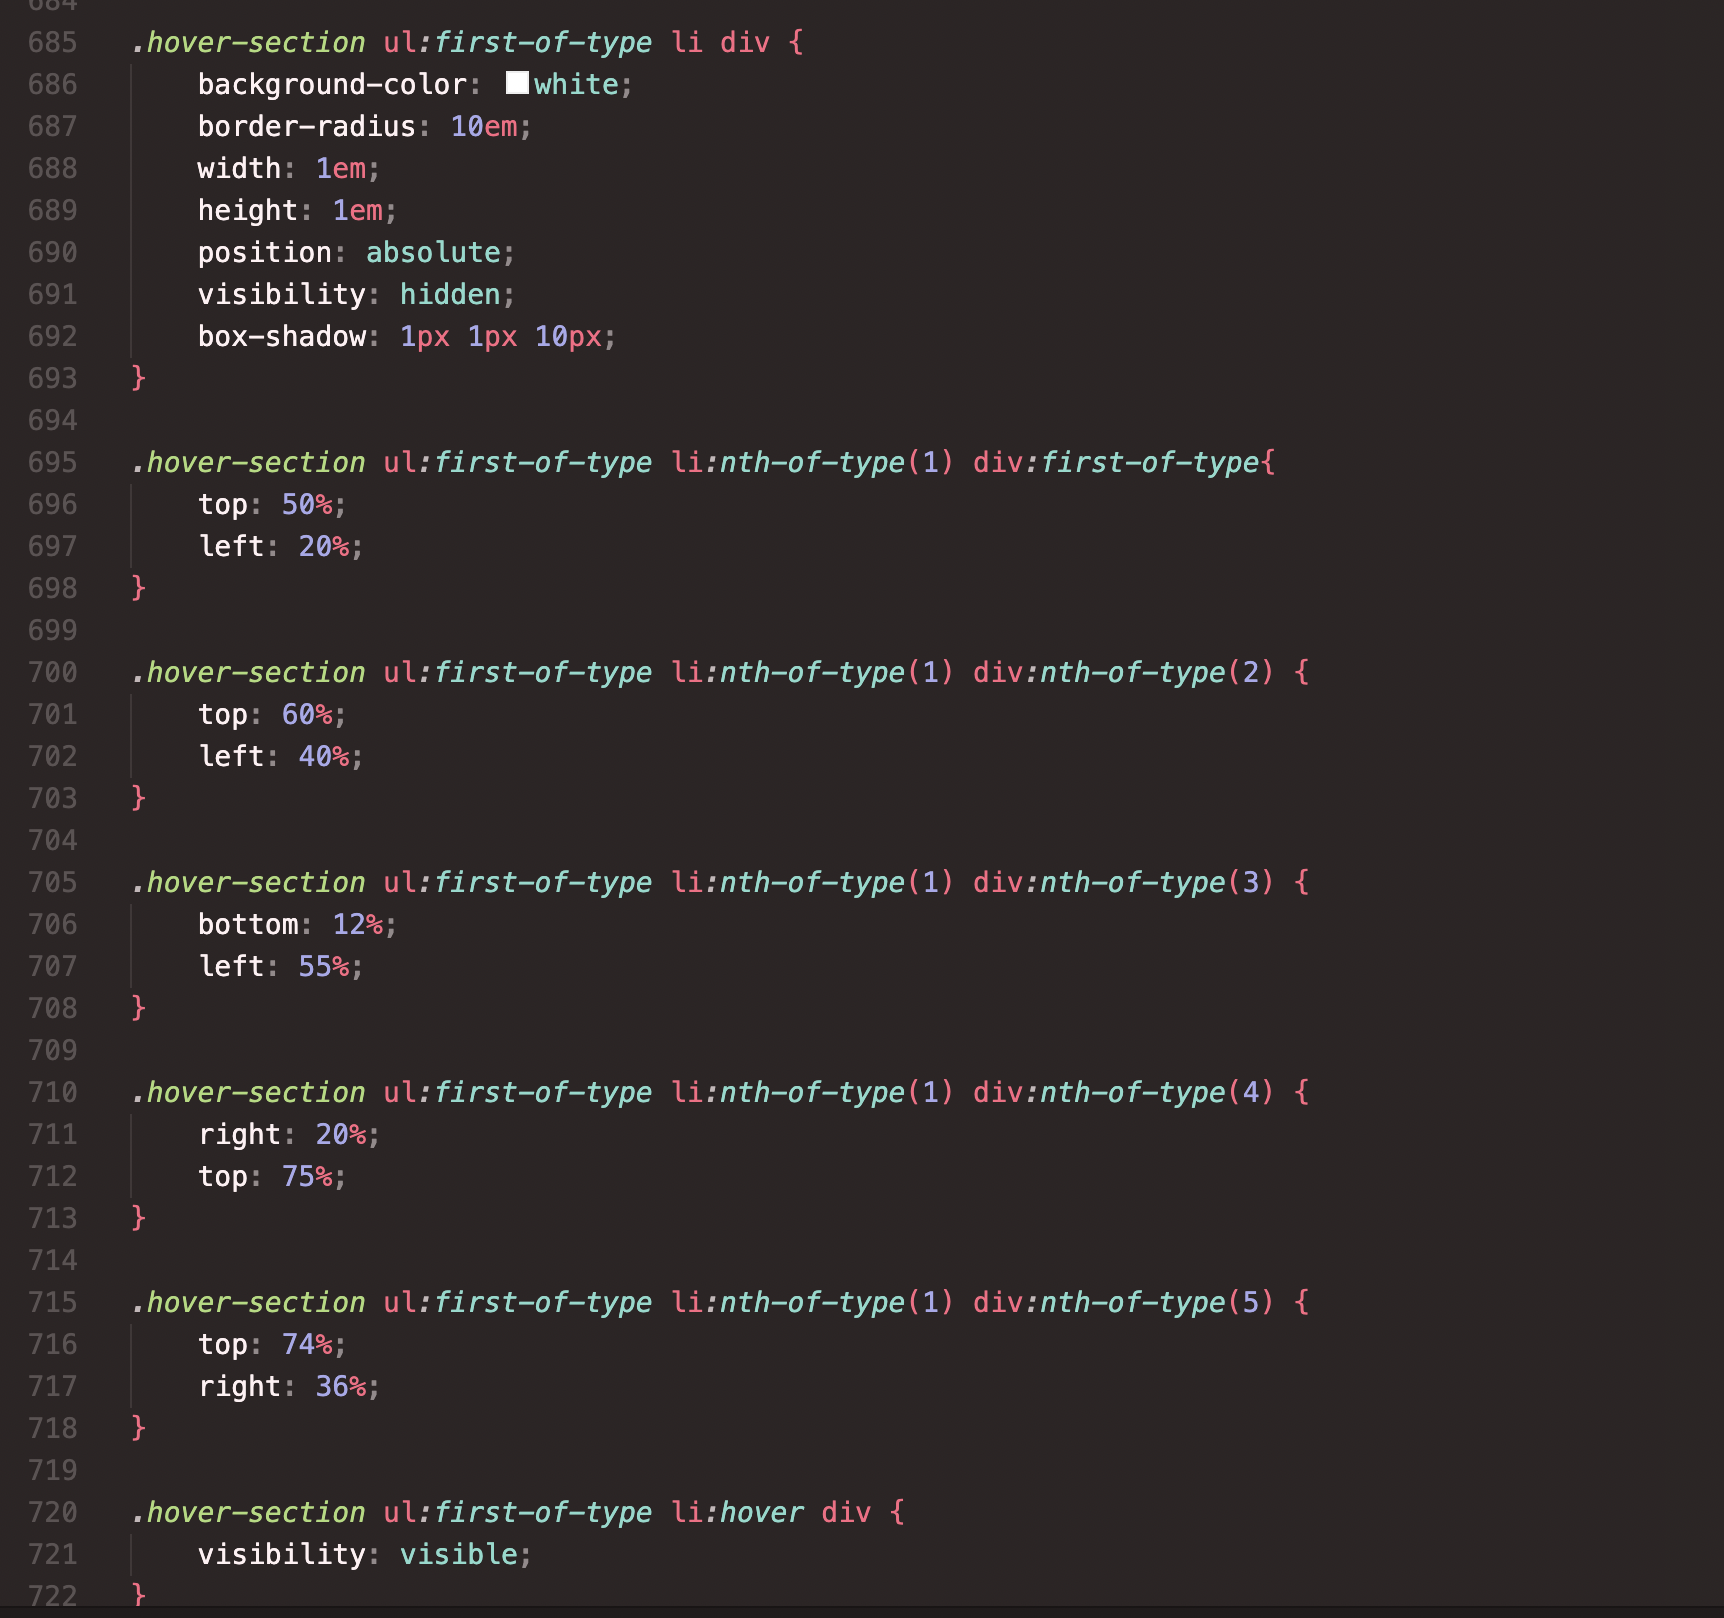 684
685 .hover-section ul:first-of-type li div {
686     background-color: white;
687     border-radius: 10em;
688     width: 1em;
689     height: 1em;
690     position: absolute;
691     visibility: hidden;
692     box-shadow: 1px 1px 10px;
693 }
694
695 .hover-section ul:first-of-type li:nth-of-type(1) div:first-of-type{
696     top: 50%;
697     left: 20%;
698 }
699
700 .hover-section ul:first-of-type li:nth-of-type(1) div:nth-of-type(2) {
701     top: 60%;
702     left: 40%;
703 }
704
705 .hover-section ul:first-of-type li:nth-of-type(1) div:nth-of-type(3) {
706     bottom: 12%;
707     left: 55%;
708 }
709
710 .hover-section ul:first-of-type li:nth-of-type(1) div:nth-of-type(4) {
711     right: 20%;
712     top: 75%;
713 }
714
715 .hover-section ul:first-of-type li:nth-of-type(1) div:nth-of-type(5) {
716     top: 74%;
717     right: 36%;
718 }
719
720 .hover-section ul:first-of-type li:hover div {
721     visibility: visible;
722 }